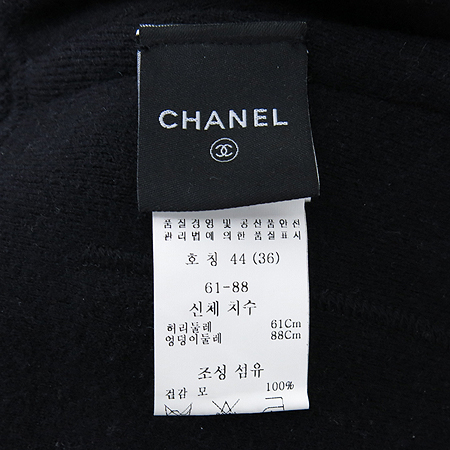 CHANEL
품질경영 및 공산품안전
관리법에 의한 품질표시
호칭 44 (36)
61-88
신체 치수
허리둘레 61Cm
엉덩이둘레 88Cm
조성 섬유
겉감 모 100%